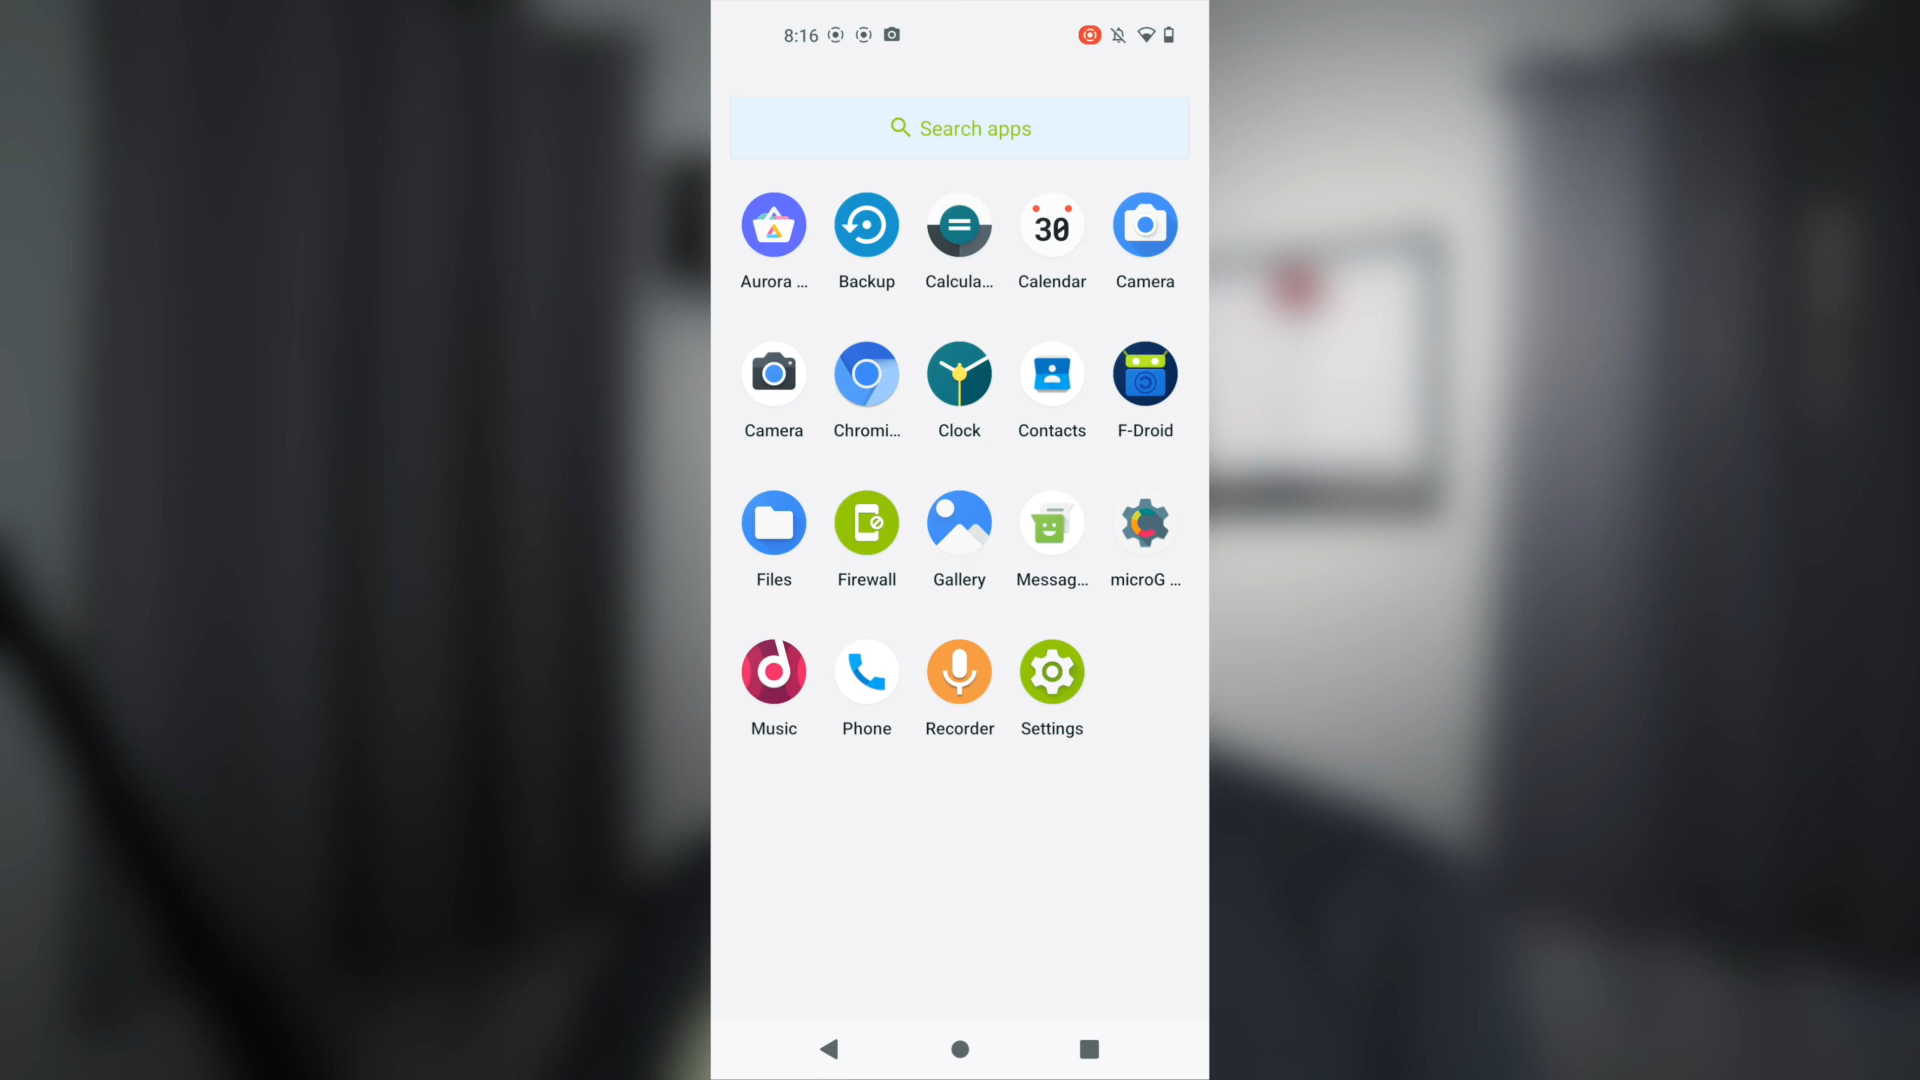 8:16
Search apps
Aurora ... Backup Calcula... Calendar Camera
30
Camera Chromi... Clock Contacts F-Droid
Files Firewall Gallery Messag... microG ...
Music Phone Recorder Settings